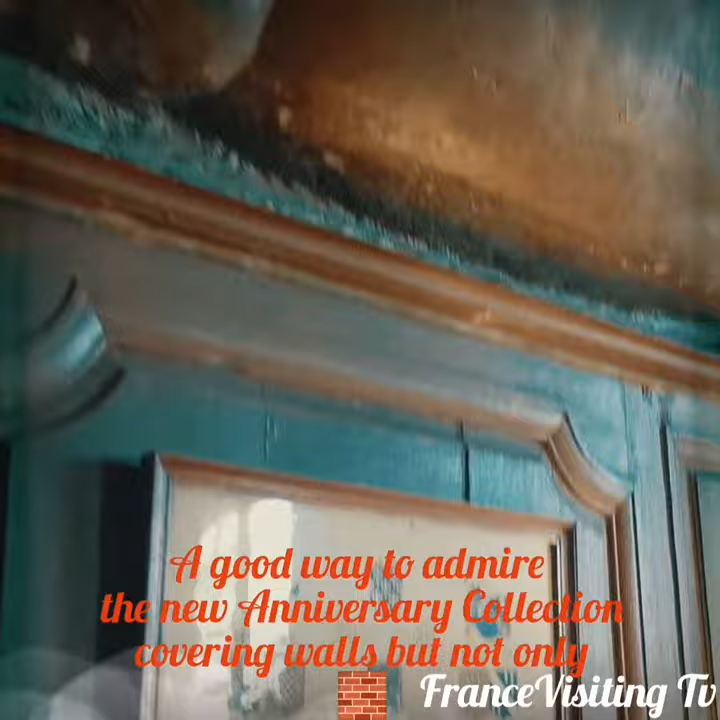 A good way to admire
the new Anniversary Collection
covering walls but not only
FranceVisiting Tv